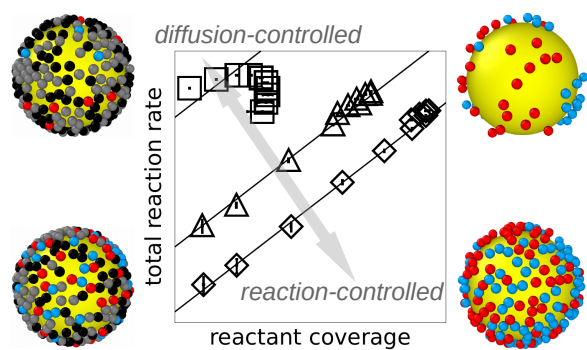 diffusion-controlled
total reaction rate
reaction-controlled
reactant coverage